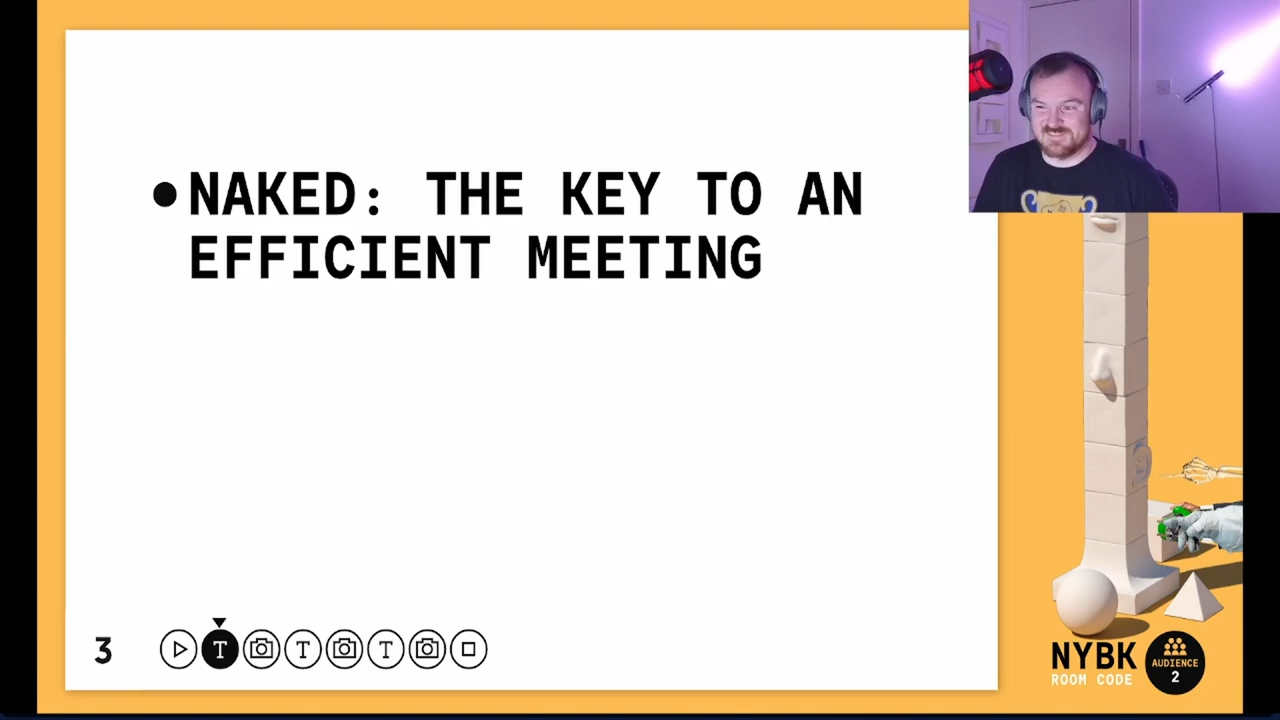 • NAKED: THE KEY TO AN
EFFICIENT MEETING
3
T
T
T
NYBK
ROOM CODE
AUDIENCE
2